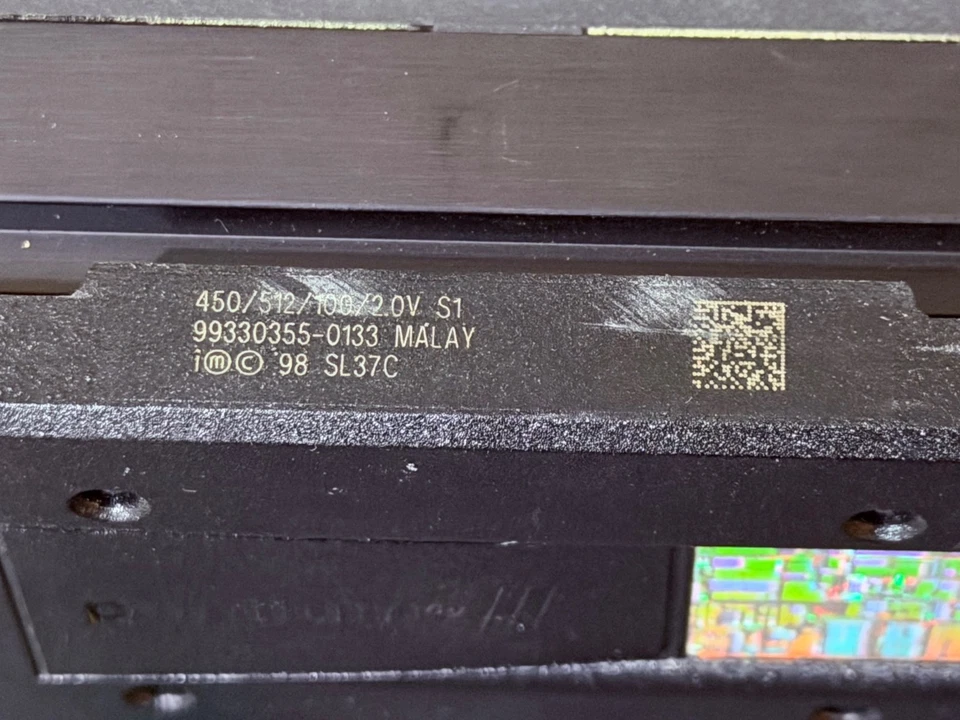 450/512/100/2.0V S1
99330355-0133 MALAY
i ⓜ © '98 SL37C